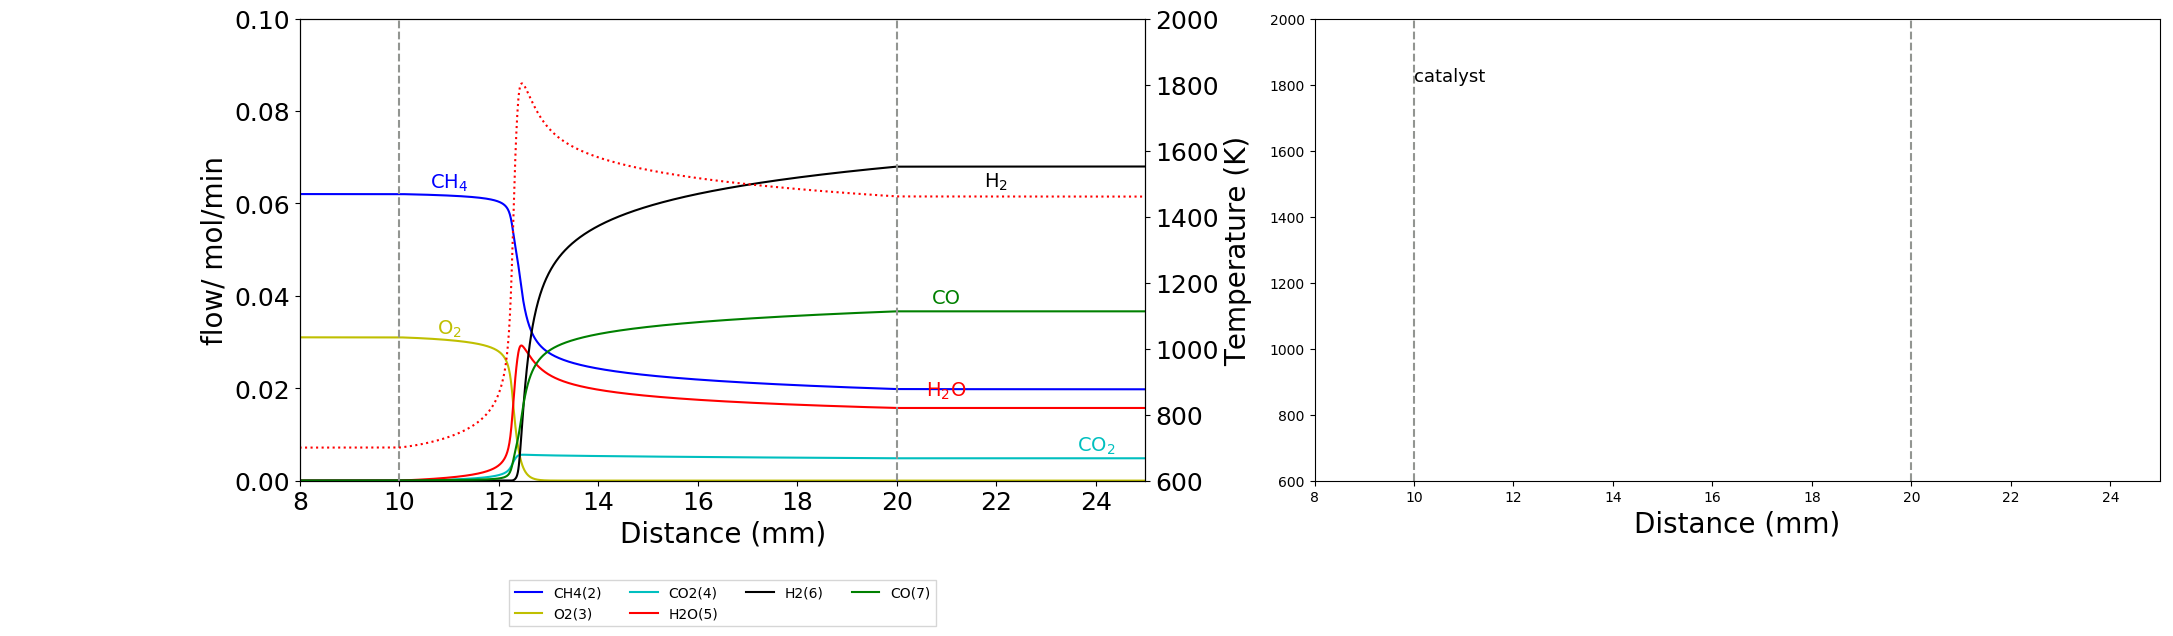 0.10
0.08
0.06
0.04
0.02
0.00
flow/ mol/min
8 10 12 14 16 18 20 22 24
Distance (mm)
2000
1800
1600
1400
1200
1000
800
600
Temperature (K)
CH₄
O₂
H₂
CO
H₂O
CO₂
CH4(2) CO2(4) H2(6) CO(7)
O2(3) H2O(5)
2000
1800
1600
1400
1200
1000
800
600
catalyst
8 10 12 14 16 18 20 22 24
Distance (mm)